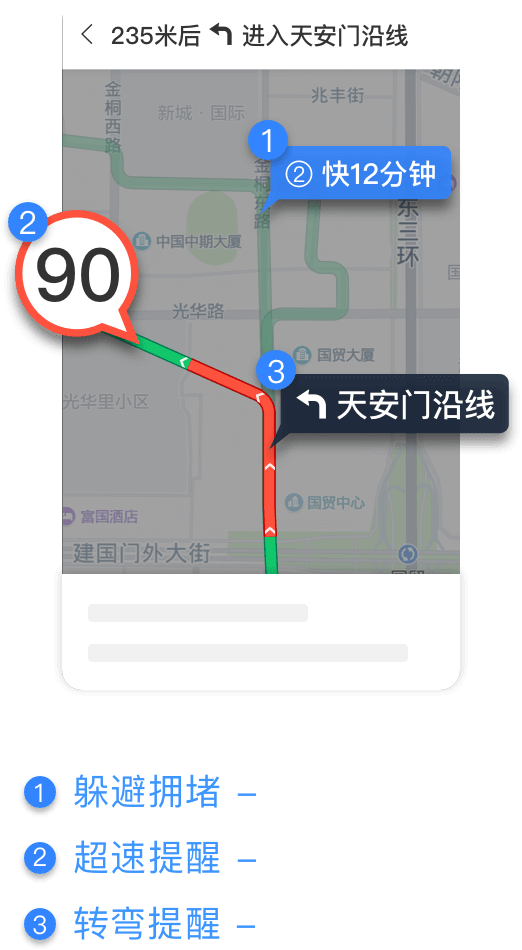 235米后 进入天安门沿线
朝阳
金桐西路
兆丰街
新城·国际
1
② 快12分钟
金桐东路
东三环
2
中国中期大厦
90
国
光华路
国贸大厦
3
天安门沿线
光华里小区
国贸中心
富国酒店
建国门外大街
国贸
1 躲避拥堵 –
2 超速提醒 –
3 转弯提醒 –